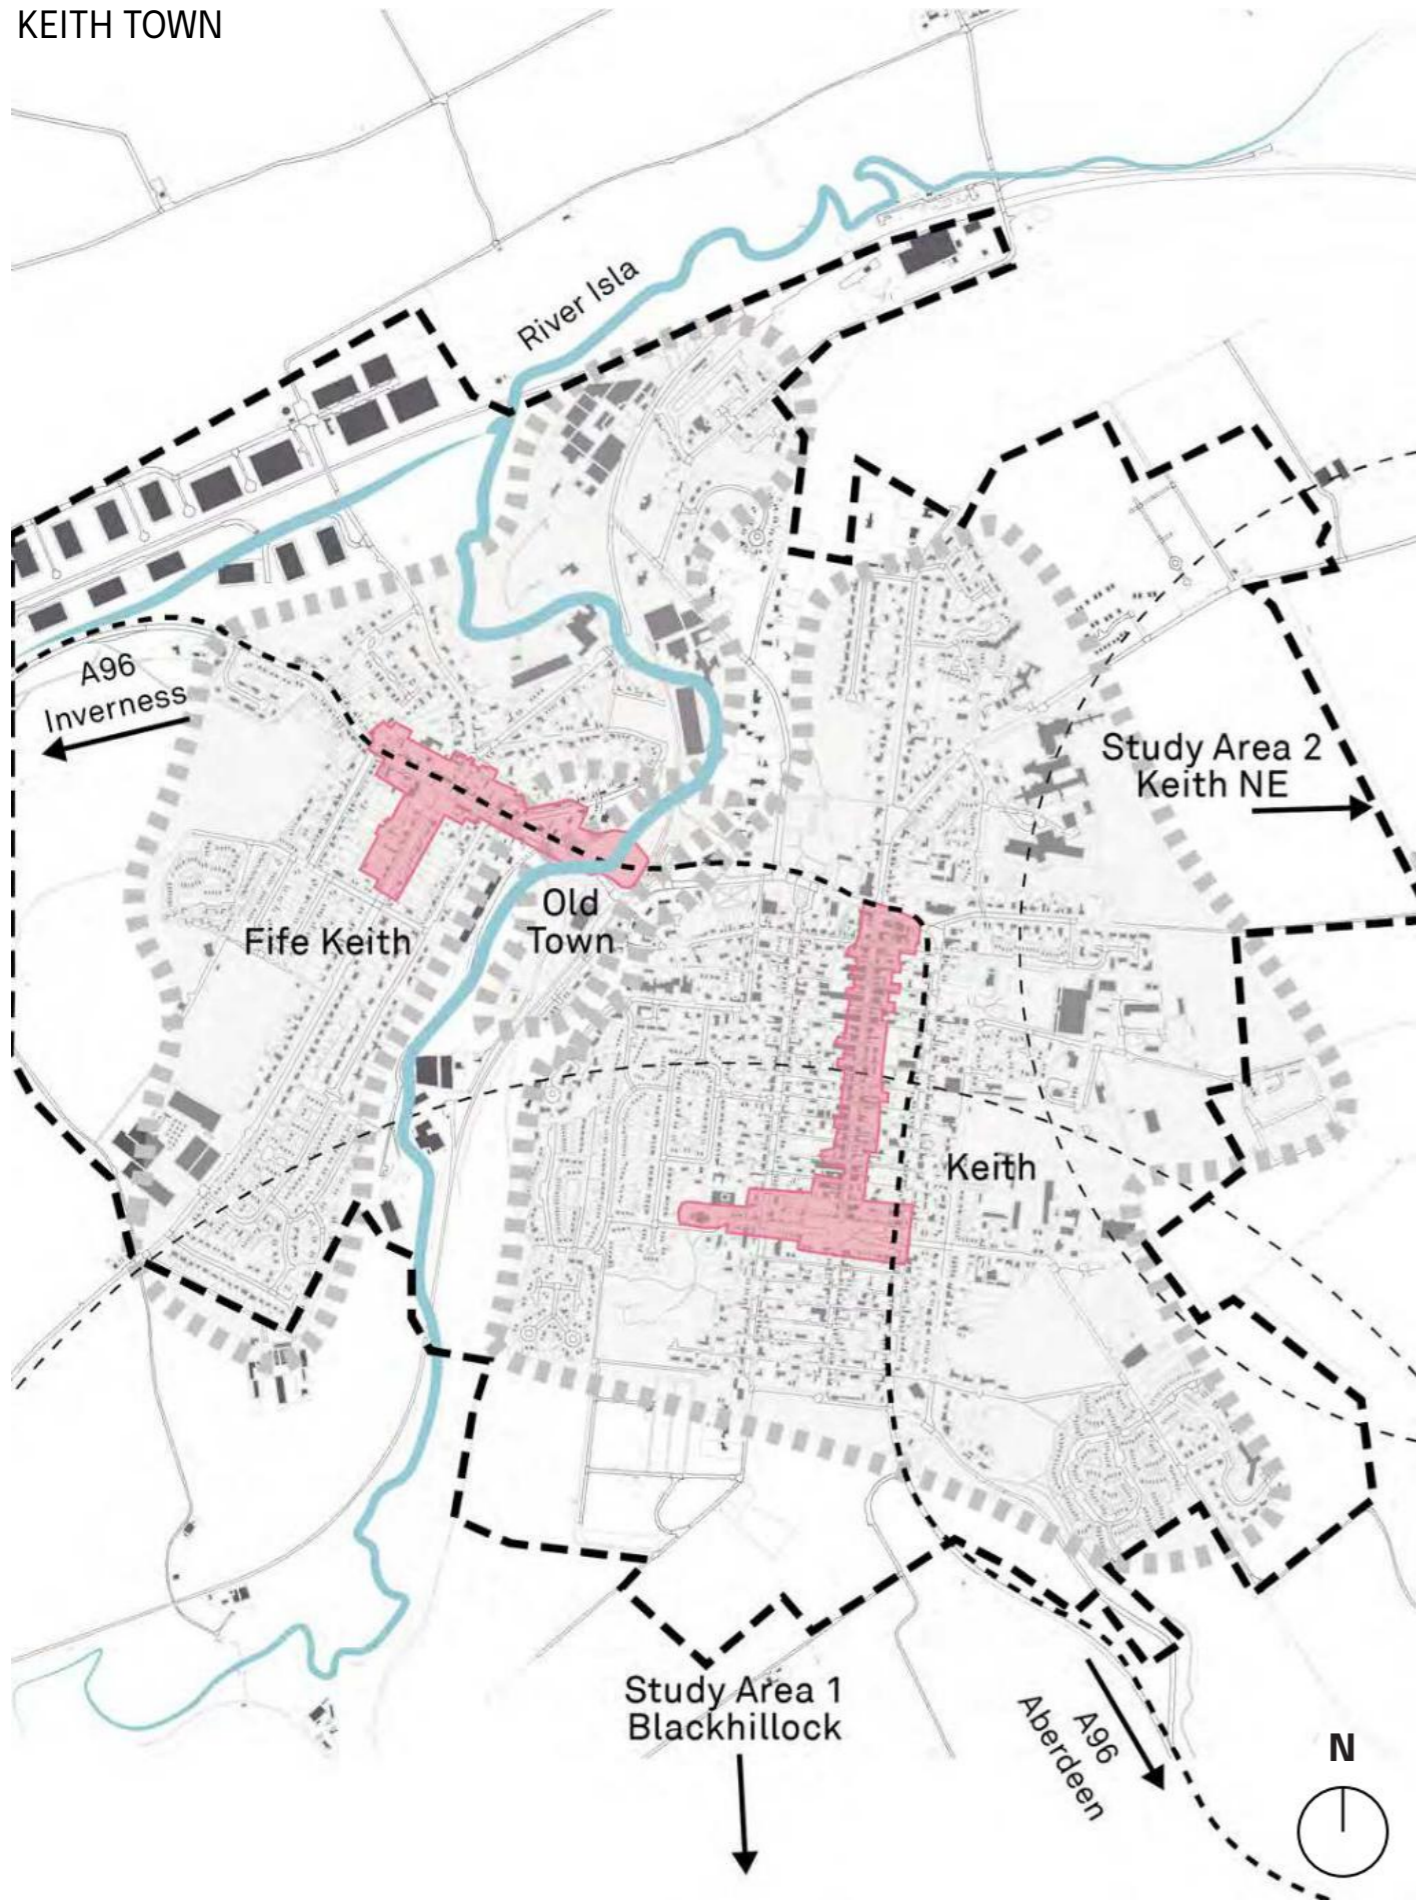 KEITH TOWN
River Isla
A96
Inverness
Study Area 2
Keith NE
Old
Town
Fife Keith
Keith
Study Area 1
Blackhillock
A96
Aberdeen
N